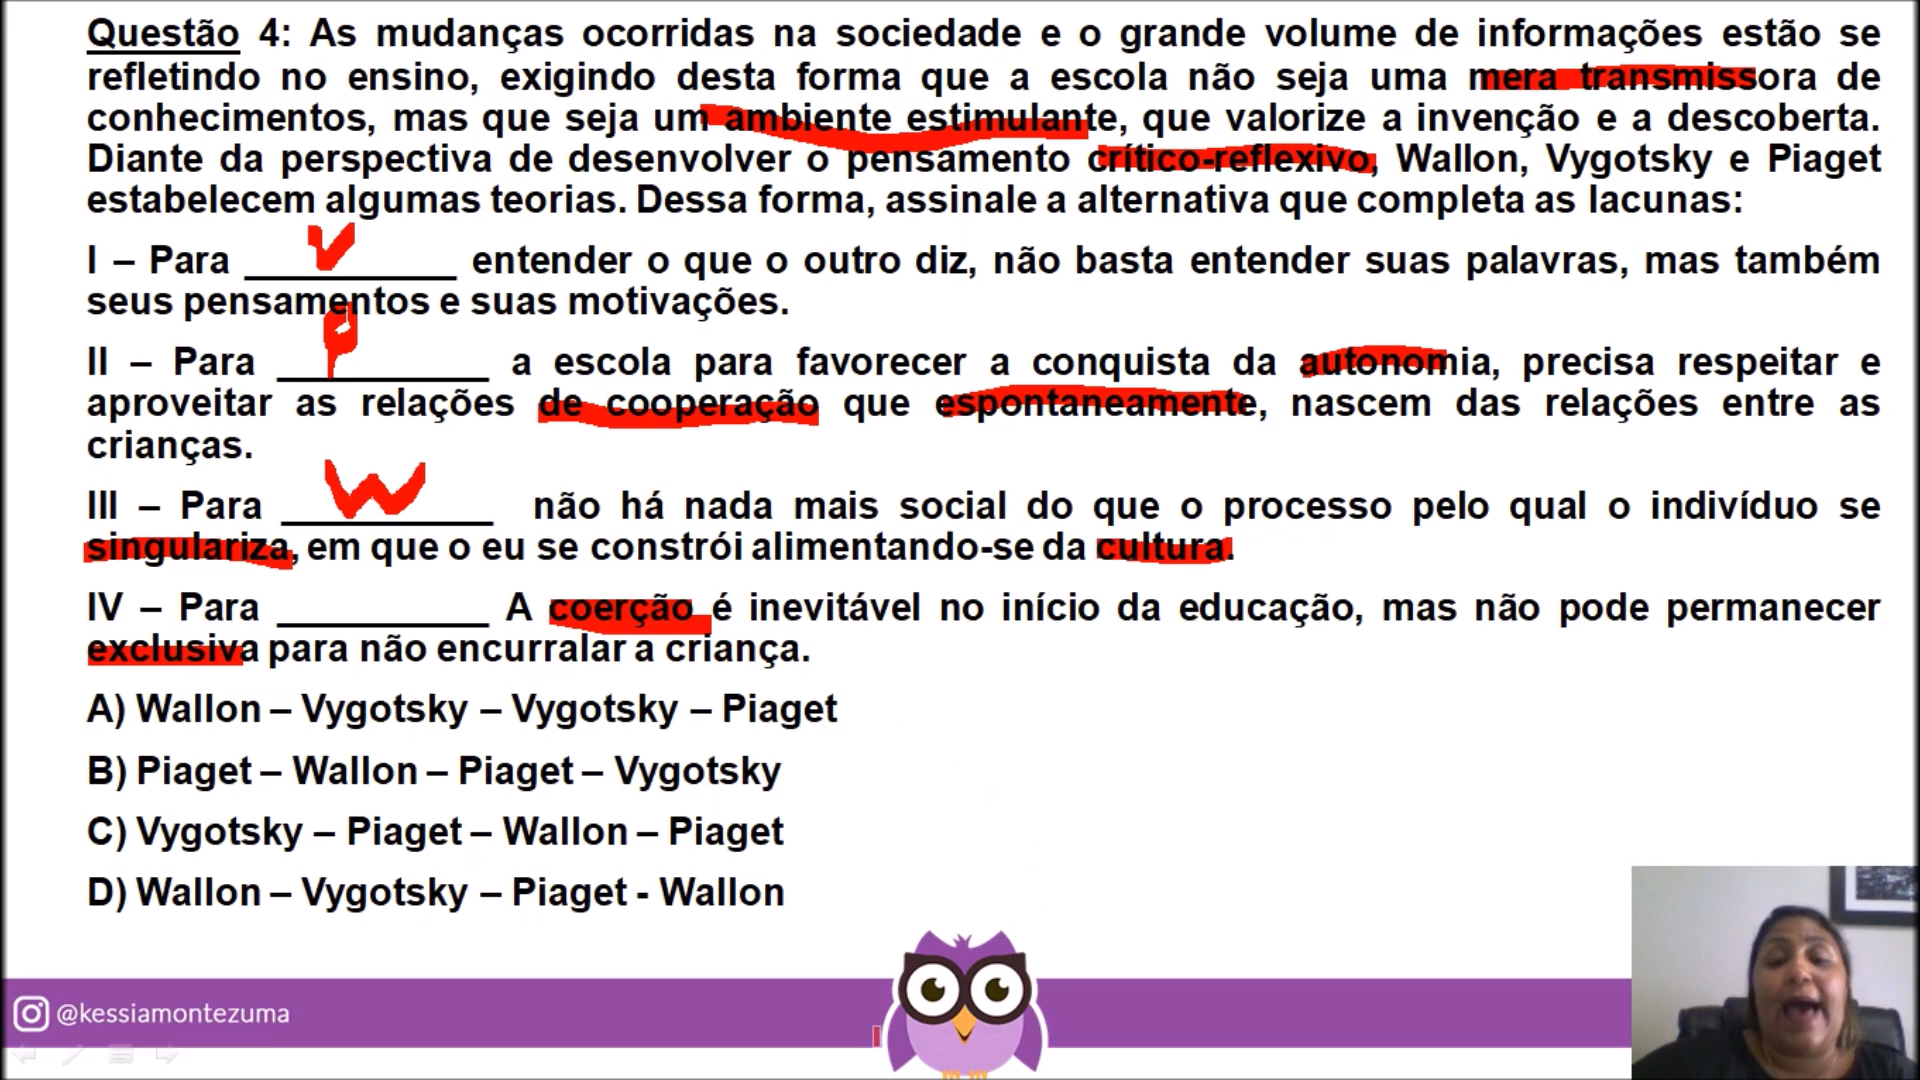 Questão 4: As mudanças ocorridas na sociedade e o grande volume de informações estão se
refletindo no ensino, exigindo desta forma que a escola não seja uma mera transmissora de
conhecimentos, mas que seja um ambiente estimulante, que valorize a invenção e a descoberta.
Diante da perspectiva de desenvolver o pensamento crítico-reflexivo, Wallon, Vygotsky e Piaget
estabelecem algumas teorias. Dessa forma, assinale a alternativa que completa as lacunas:
I – Para V entender o que o outro diz, não basta entender suas palavras, mas também
seus pensamentos e suas motivações.
II – Para P a escola para favorecer a conquista da autonomia, precisa respeitar e
aproveitar as relações de cooperação que espontaneamente, nascem das relações entre as
crianças.
III – Para W não há nada mais social do que o processo pelo qual o indivíduo se
singulariza, em que o eu se constrói alimentando-se da cultura.
IV – Para __________ A coerção é inevitável no início da educação, mas não pode permanecer
exclusiva para não encurralar a criança.
A) Wallon – Vygotsky – Vygotsky – Piaget
B) Piaget – Wallon – Piaget – Vygotsky
C) Vygotsky – Piaget – Wallon – Piaget
D) Wallon – Vygotsky – Piaget - Wallon
@kessiamontezuma